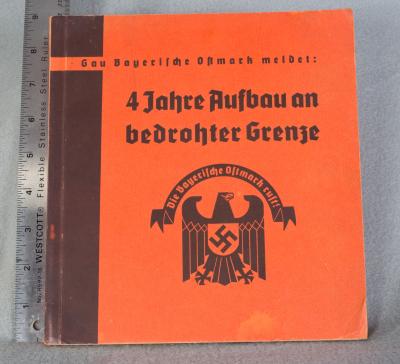 Gau Bayerische Ostmark meldet:
4 Jahre Aufbau an
bedrohter Grenze
Die Bayerische Ostmark ruft!
WESTCOTT® Flexible Stainless Steel Ruler
1
2
3
4
5
6
7
8
9